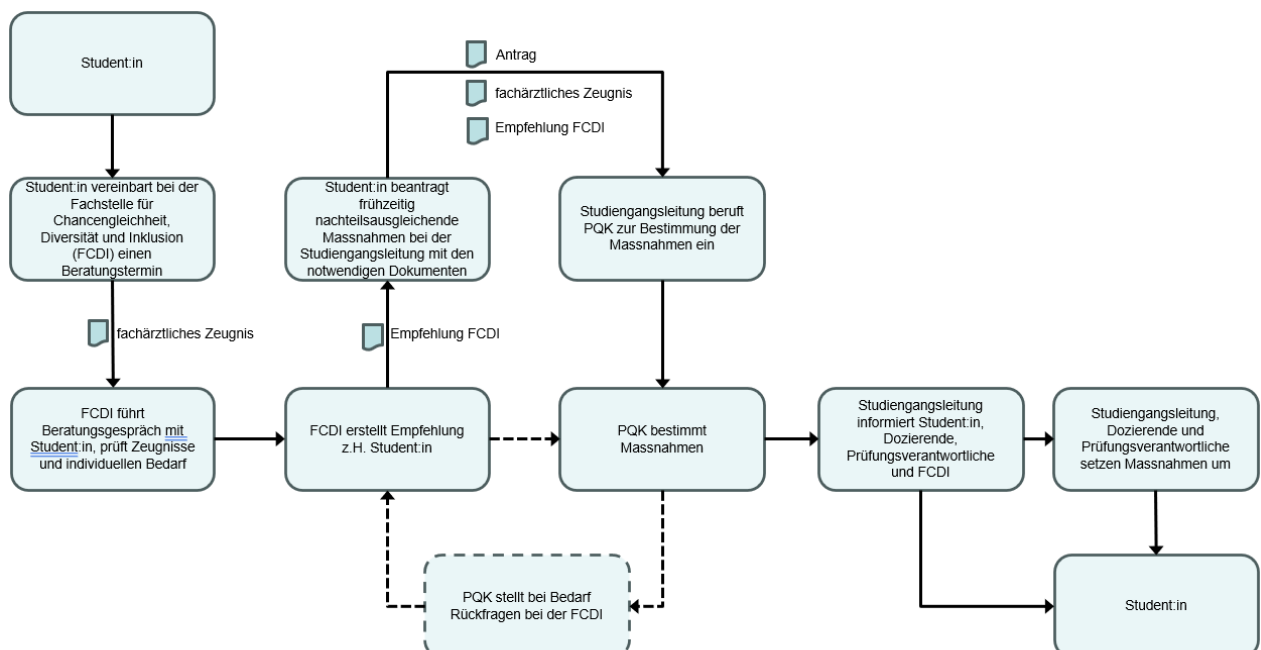 Student:in
Student:in vereinbart bei der
Fachstelle für
Chancengleichheit,
Diversität und Inklusion
(FCDI) einen
Beratungstermin
fachärztliches Zeugnis
FCDI führt
Beratungsgespräch mit
Student:in, prüft Zeugnisse
und individuellen Bedarf
FCDI erstellt Empfehlung
z.H. Student:in
Empfehlung FCDI
Student:in beantragt
frühzeitig
nachteilsausgleichende
Massnahmen bei der
Studiengangsleitung mit den
notwendigen Dokumenten
Antrag
fachärztliches Zeugnis
Empfehlung FCDI
Studiengangsleitung beruft
PQK zur Bestimmung der
Massnahmen ein
PQK bestimmt
Massnahmen
PQK stellt bei Bedarf
Rückfragen bei der FCDI
Studiengangsleitung
informiert Student:in,
Dozierende,
Prüfungsverantwortliche
und FCDI
Studiengangsleitung,
Dozierende und
Prüfungsverantwortliche
setzen Massnahmen um
Student:in